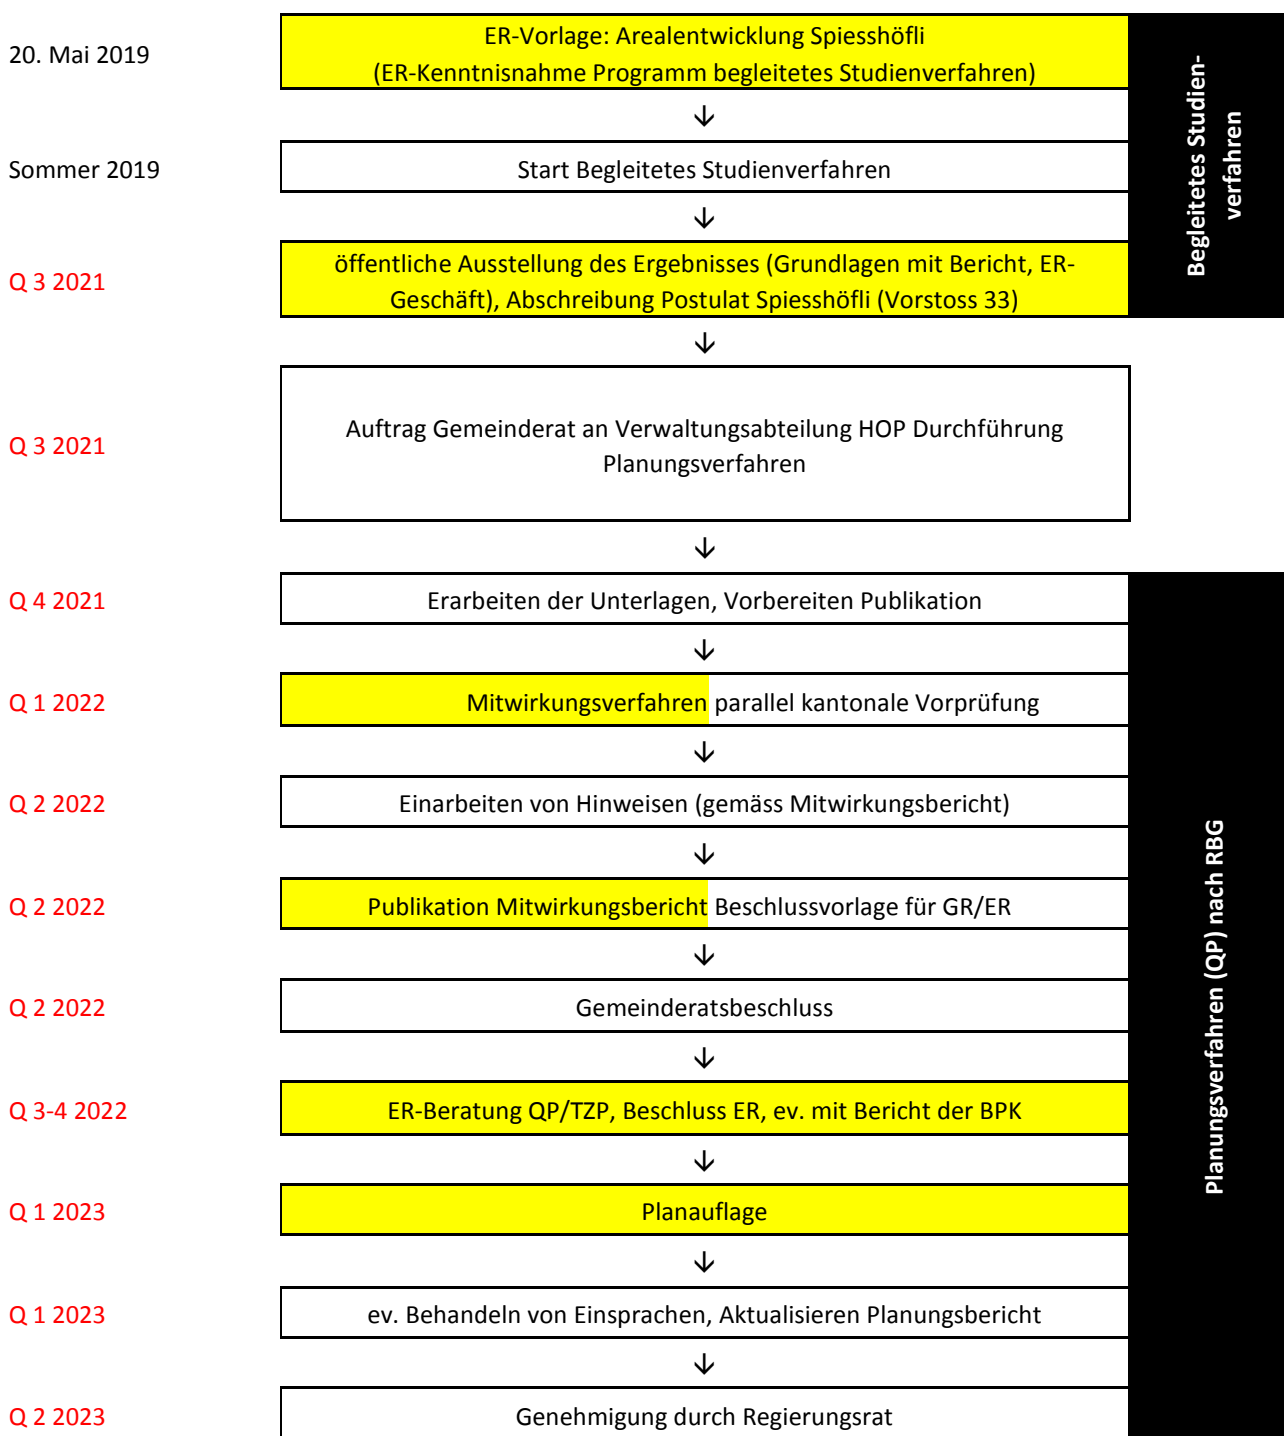 20. Mai 2019
ER-Vorlage: Arealentwicklung Spiesshöfli
(ER-Kenntnisnahme Programm begleitetes Studienverfahren)
Sommer 2019
Start Begleitetes Studienverfahren
Q 3 2021
öffentliche Ausstellung des Ergebnisses (Grundlagen mit Bericht, ER-
Geschäft), Abschreibung Postulat Spiesshöfli (Vorstoss 33)
Begleitetes Studien-
verfahren
Q 3 2021
Auftrag Gemeinderat an Verwaltungsabteilung HOP Durchführung
Planungsverfahren
Q 4 2021
Erarbeiten der Unterlagen, Vorbereiten Publikation
Q 1 2022
Mitwirkungsverfahren parallel kantonale Vorprüfung
Q 2 2022
Einarbeiten von Hinweisen (gemäss Mitwirkungsbericht)
Q 2 2022
Publikation Mitwirkungsbericht Beschlussvorlage für GR/ER
Q 2 2022
Gemeinderatsbeschluss
Q 3-4 2022
ER-Beratung QP/TZP, Beschluss ER, ev. mit Bericht der BPK
Q 1 2023
Planauflage
Q 1 2023
ev. Behandeln von Einsprachen, Aktualisieren Planungsbericht
Q 2 2023
Genehmigung durch Regierungsrat
Planungsverfahren (QP) nach RBG